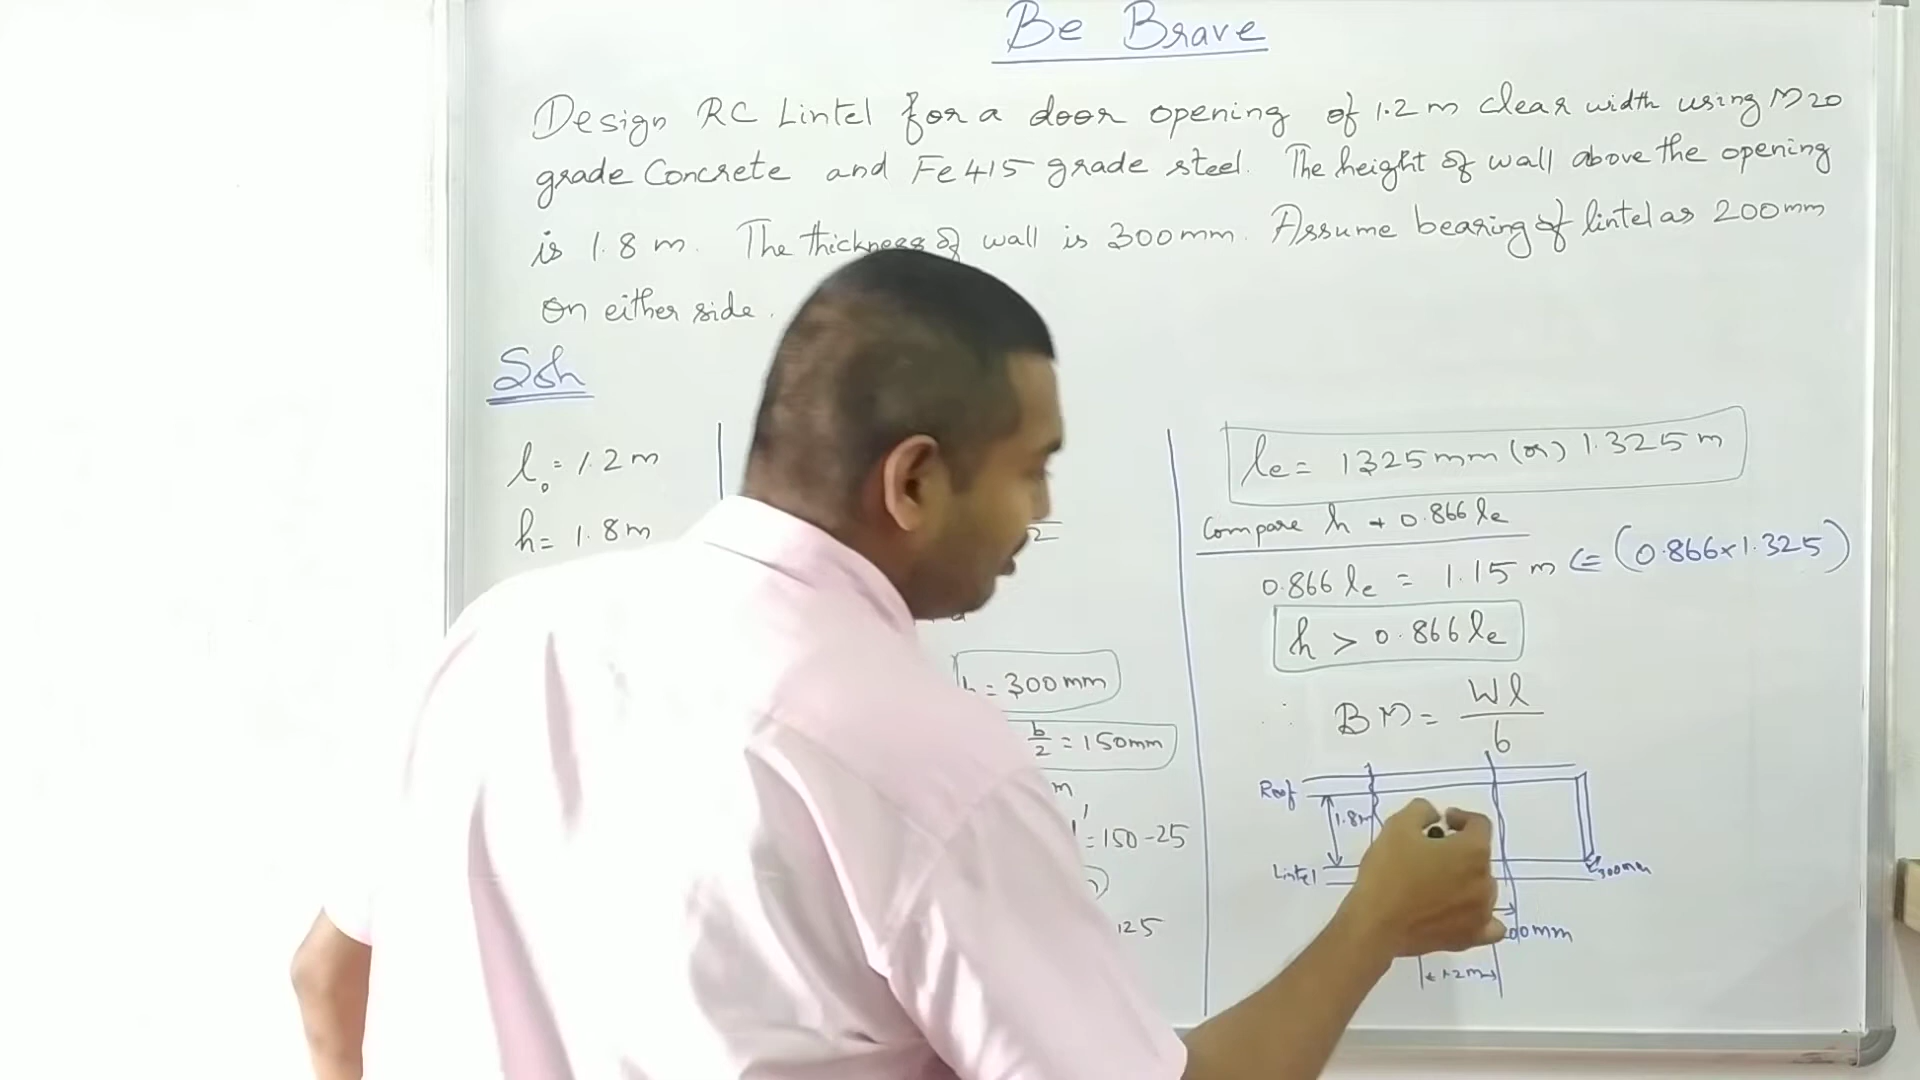 Be Brave
Design RC Lintel for a door opening of 1.2 m clear width using M20
grade Concrete and Fe 415 grade steel. The height of wall above the opening
is 1.8 m. The thickness of wall is 300mm. Assume bearing of lintel as 200mm
on either side.
Soln
l₀ = 1.2 m
h = 1.8 m
2
b = 300mm
b/2 = 150mm
m
= 150-25
125
le = 1325mm (or) 1.325 m
Compare h & 0.866 le
0.866 le = 1.15 m ⇐ (0.866×1.325)
h > 0.866 le
∴ BM = Wl/6
Roof
1.8m
Lintel
300mm
200mm
1.2m